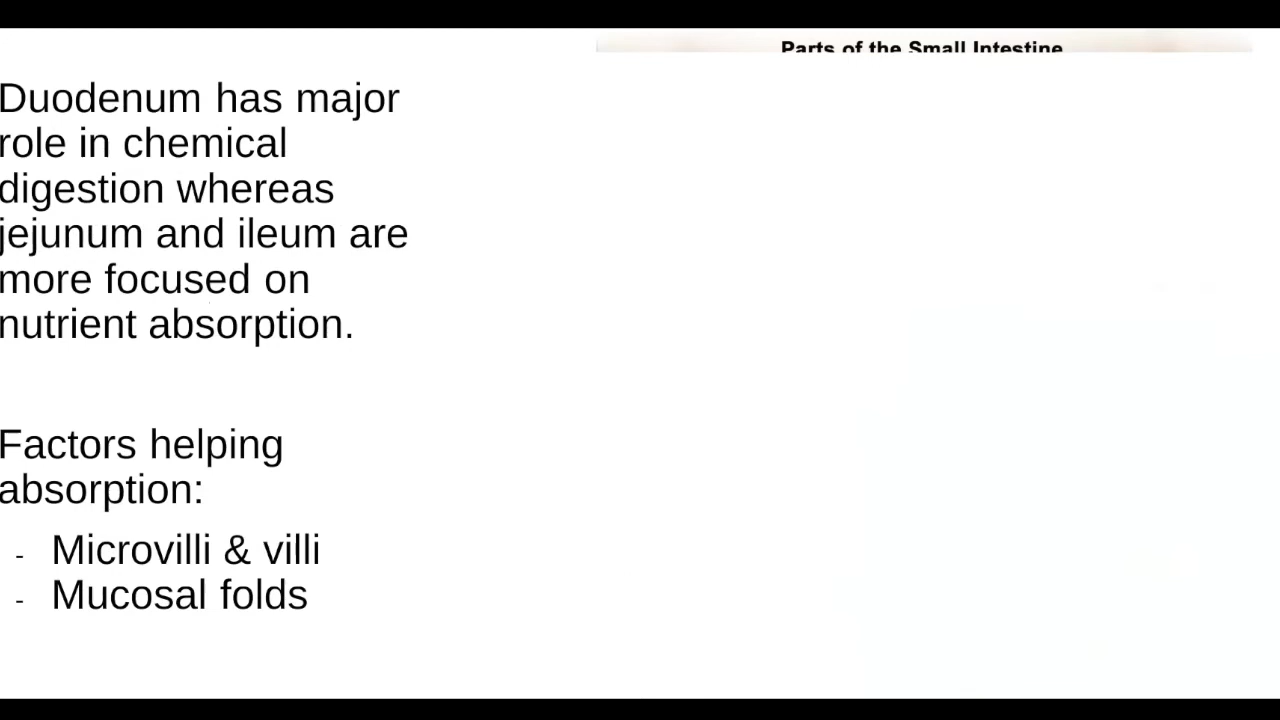 Parts of the Small Intestine
Duodenum has major
role in chemical
digestion whereas
jejunum and ileum are
more focused on
nutrient absorption.
Factors helping
absorption:
- Microvilli & villi
- Mucosal folds